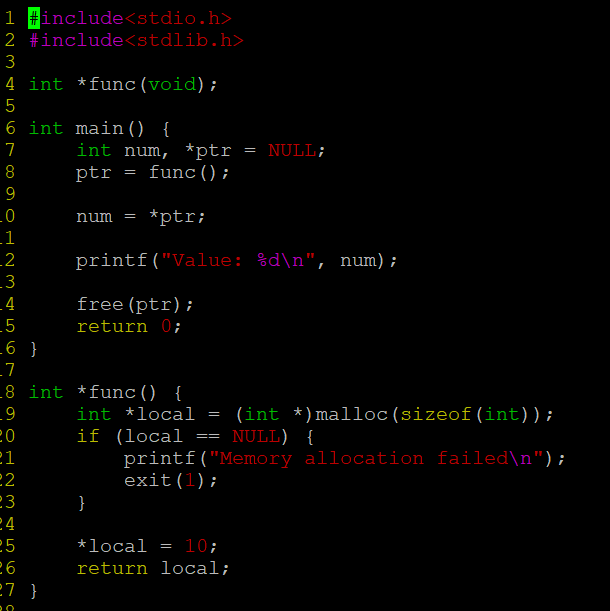 1 #include<stdio.h>
2 #include<stdlib.h>
3
4 int *func(void);
5
6 int main() {
7     int num, *ptr = NULL;
8     ptr = func();
9
10     num = *ptr;
11
12     printf("Value: %d\n", num);
13
14     free(ptr);
15     return 0;
16 }
17
18 int *func() {
19     int *local = (int *)malloc(sizeof(int));
20     if (local == NULL) {
21         printf("Memory allocation failed\n");
22         exit(1);
23     }
24
25     *local = 10;
26     return local;
27 }
28